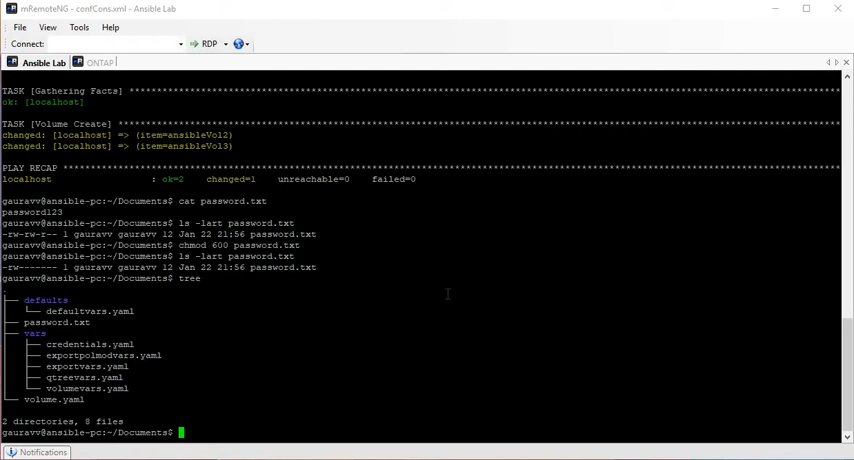 mRemoteNG - confCons.xml - Ansible Lab
File View Tools Help
Connect: RDP
Ansible Lab ONTAP
TASK [Gathering Facts] ****************************************************************************************************************************
ok: [localhost]
TASK [Volume Create] ******************************************************************************************************************************
changed: [localhost] => (item=ansibleVol2)
changed: [localhost] => (item=ansibleVol3)
PLAY RECAP ****************************************************************************************************************************************
localhost : ok=2 changed=1 unreachable=0 failed=0
gauravv@ansible-pc:~/Documents$ cat password.txt
password123
gauravv@ansible-pc:~/Documents$ ls -lart password.txt
-rw-rw-r-- 1 gauravv gauravv 12 Jan 22 21:56 password.txt
gauravv@ansible-pc:~/Documents$ chmod 600 password.txt
gauravv@ansible-pc:~/Documents$ ls -lart password.txt
-rw------- 1 gauravv gauravv 12 Jan 22 21:56 password.txt
gauravv@ansible-pc:~/Documents$ tree
.
├── defaults
│   └── defaultvars.yaml
├── password.txt
├── vars
│   ├── credentials.yaml
│   ├── exportpolmodvars.yaml
│   ├── exportvars.yaml
│   ├── qtreevars.yaml
│   └── volumevars.yaml
└── volume.yaml
2 directories, 8 files
gauravv@ansible-pc:~/Documents$
Notifications